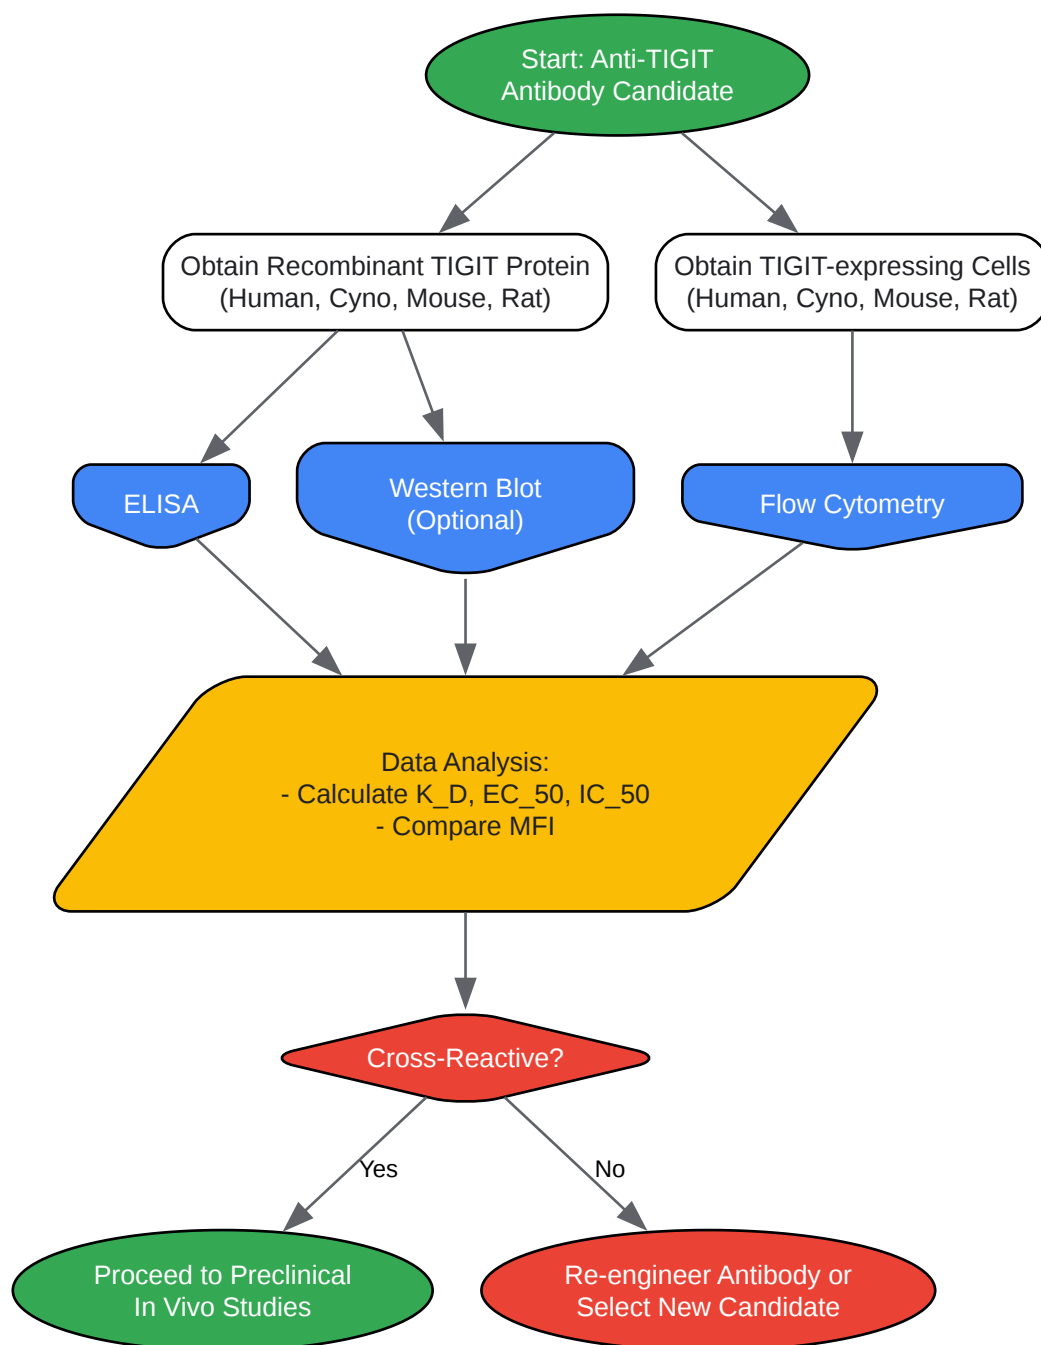 Start: Anti-TIGIT
Antibody Candidate
Obtain Recombinant TIGIT Protein
(Human, Cyno, Mouse, Rat)
Obtain TIGIT-expressing Cells
(Human, Cyno, Mouse, Rat)
ELISA
Western Blot
(Optional)
Flow Cytometry
Data Analysis:
- Calculate K_D, EC_50, IC_50
- Compare MFI
Cross-Reactive?
Yes
No
Proceed to Preclinical
In Vivo Studies
Re-engineer Antibody or
Select New Candidate